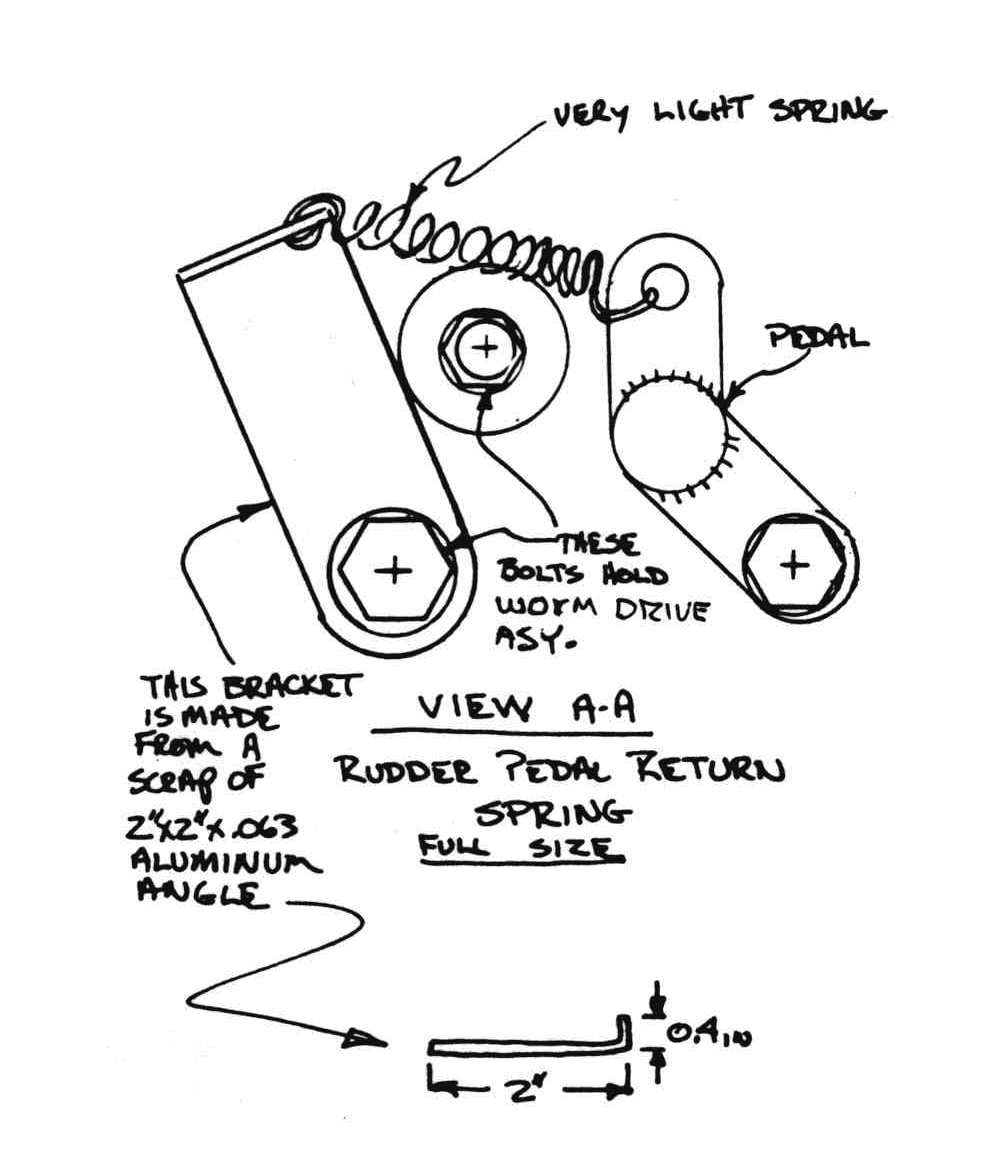 VERY LIGHT SPRING
PEDAL
THESE
BOLTS HOLD
WORM DRIVE
ASY.
THIS BRACKET
IS MADE
FROM A
SCRAP OF
2"x2"x.063
ALUMINUM
ANGLE
VIEW A-A
RUDDER PEDAL RETURN
SPRING
FULL SIZE
0.4 IN
2"